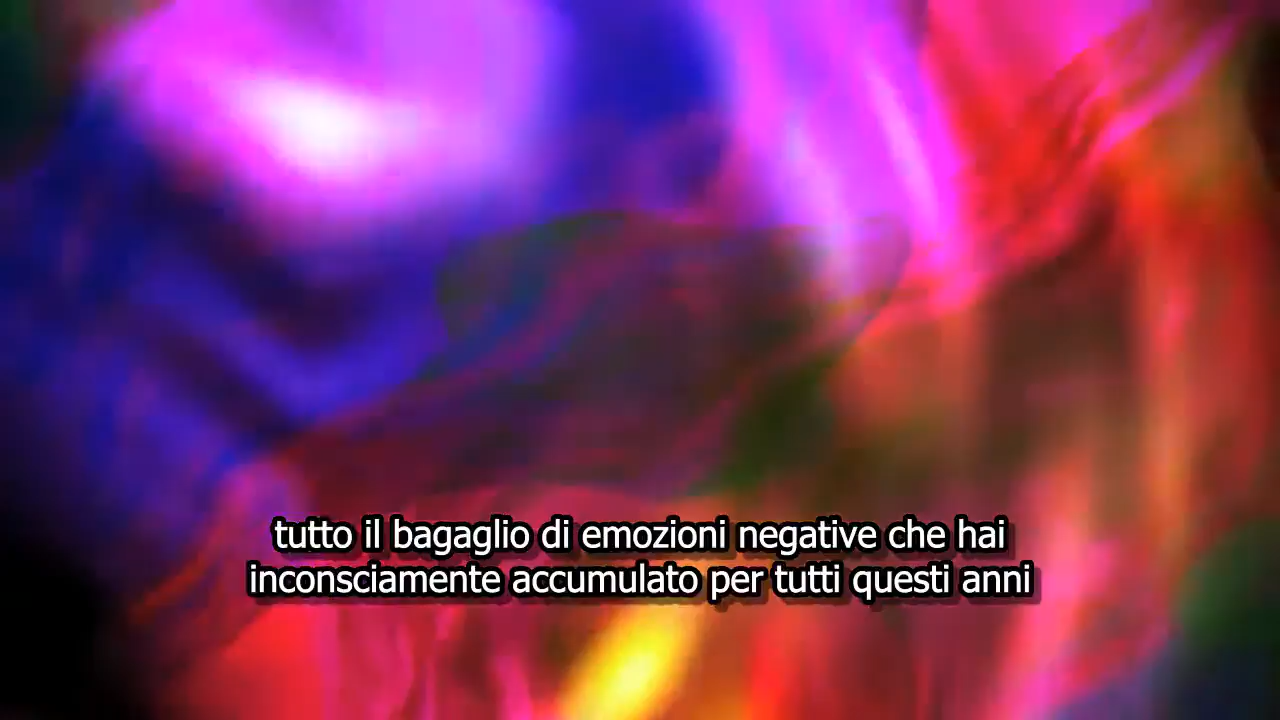 tutto il bagaglio di emozioni negative che hai
inconsciamente accumulato per tutti questi anni